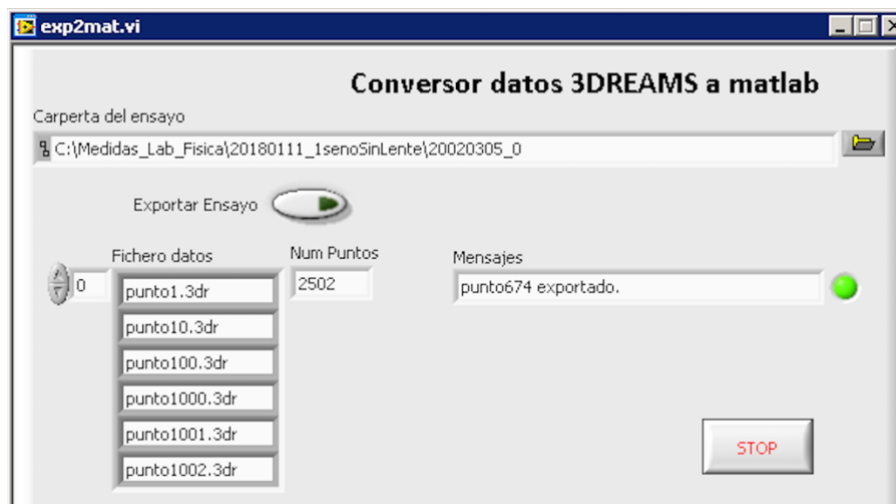 exp2mat.vi
Conversor datos 3DREAMS a matlab
Carperta del ensayo
C:\Medidas_Lab_Fisica\20180111_1senoSinLente\20020305_0
Exportar Ensayo
Fichero datos
Num Puntos
Mensajes
0
punto1.3dr
2502
punto674 exportado.
punto10.3dr
punto100.3dr
punto1000.3dr
punto1001.3dr
punto1002.3dr
STOP